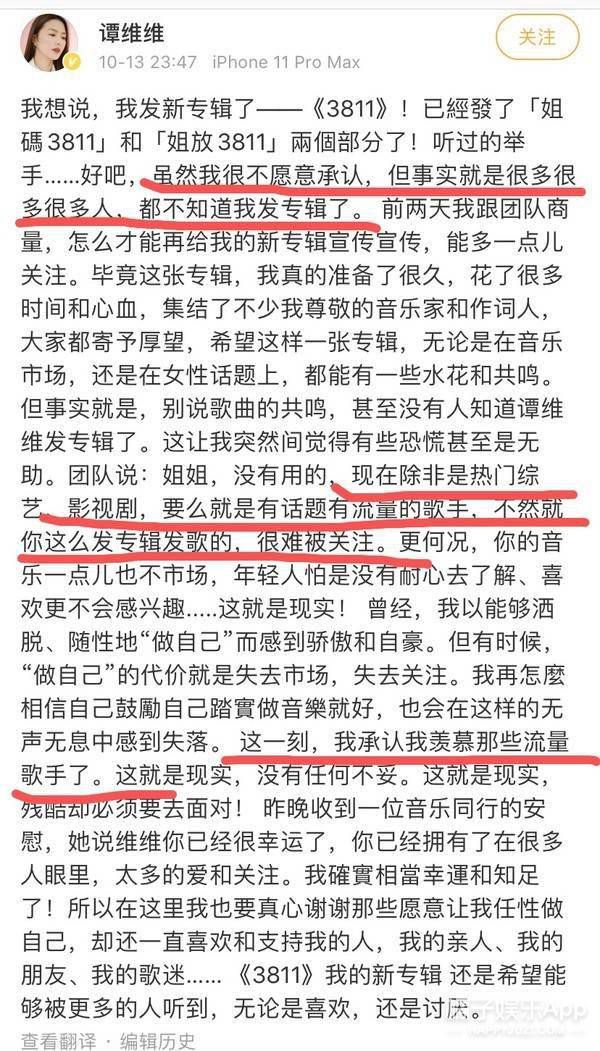 谭维维
10-13 23:47 iPhone 11 Pro Max
关注
我想说，我发新专辑了——《3811》！已經發了「姐
碼3811」和「姐放3811」兩個部分了！听过的举
手……好吧，虽然我很不愿意承认，但事实就是很多很
多很多人，都不知道我发专辑了。前两天我跟团队商
量，怎么才能再给我的新专辑宣传宣传，能多一点儿
关注。毕竟这张专辑，我真的准备了很久，花了很多
时间和心血，集结了不少我尊敬的音乐家和作词人，
大家都寄予厚望，希望这样一张专辑，无论是在音乐
市场，还是在女性话题上，都能有一些水花和共鸣。
但事实就是，别说歌曲的共鸣，甚至没有人知道谭维
维发专辑了。这让我突然间觉得有些恐慌甚至是无
助。团队说：姐姐，没有用的，现在除非是热门综
艺、影视剧，要么就是有话题有流量的歌手，不然就
你这么发专辑发歌的，很难被关注。更何况，你的音
乐一点儿也不市场，年轻人怕是没有耐心去了解、喜
欢更不会感兴趣.....这就是现实！曾经，我以能够洒
脱、随性地“做自己”而感到骄傲和自豪。但有时候，
“做自己”的代价就是失去市场，失去关注。我再怎麼
相信自己鼓勵自己踏實做音樂就好，也会在这样的无
声无息中感到失落。这一刻，我承认我羡慕那些流量
歌手了。这就是现实，没有任何不妥。这就是现实，
残酷却必须要去面对！昨晚收到一位音乐同行的安
慰，她说维维你已经很幸运了，你已经拥有了在很多
人眼里，太多的爱和关注。我確實相當幸運和知足
了！所以在这里我也要真心谢谢那些愿意让我任性做
自己，却还一直喜欢和支持我的人，我的亲人、我的
朋友、我的歌迷……《3811》我的新专辑 还是希望能
够被更多的人听到，无论是喜欢，还是讨厌。
查看翻译 · 编辑历史